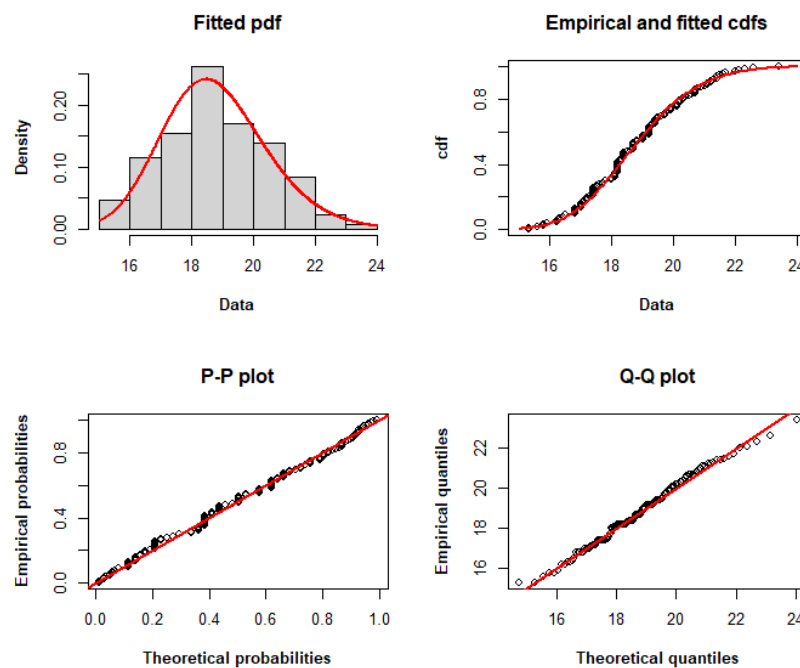 Fitted pdf
Density
0.00 0.10 0.20
16 18 20 22 24
Data
Empirical and fitted cdfs
cdf
0.0 0.4 0.8
16 18 20 22 24
Data
P-P plot
Empirical probabilities
0.0 0.4 0.8
0.0 0.2 0.4 0.6 0.8 1.0
Theoretical probabilities
Q-Q plot
Empirical quantiles
16 18 20 22
16 18 20 22 24
Theoretical quantiles